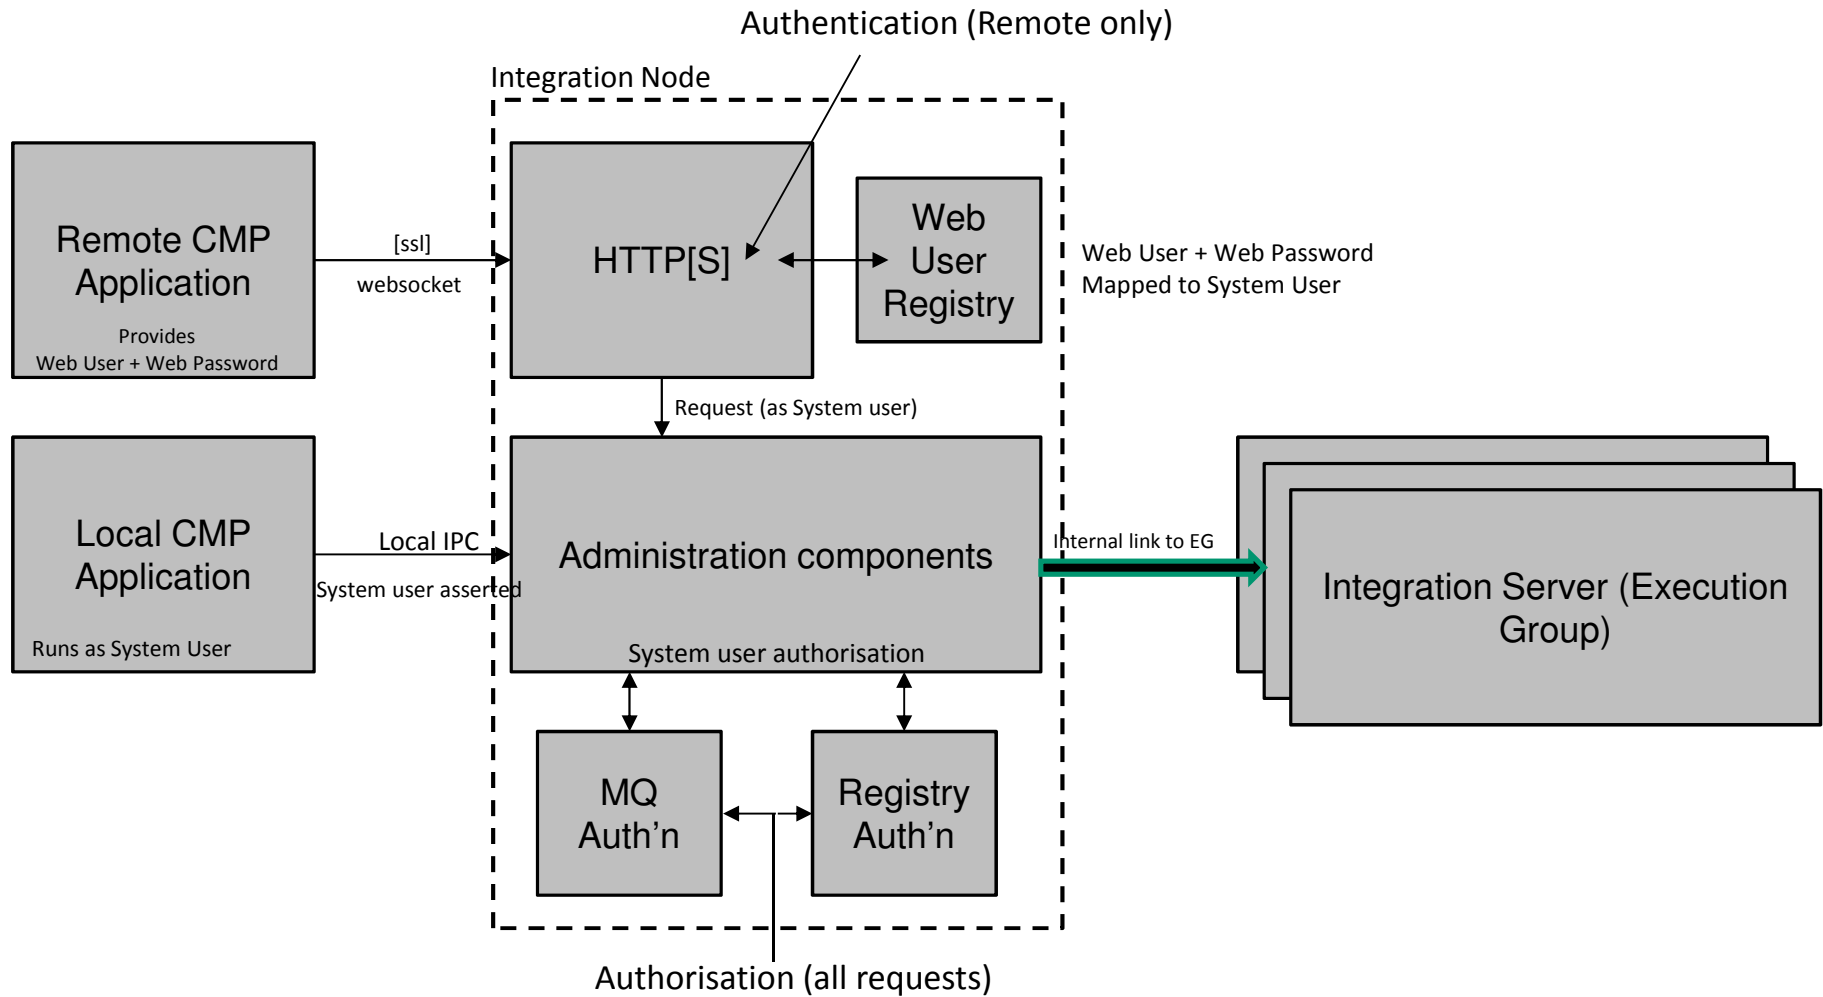 Authentication (Remote only)
Integration Node
Remote CMP
Application
Provides
Web User + Web Password
[ssl]
websocket
HTTP[S]
Web
User
Registry
Web User + Web Password
Mapped to System User
Request (as System user)
Local CMP
Application
Runs as System User
Local IPC
System user asserted
Administration components
System user authorisation
Internal link to EG
Integration Server (Execution
Group)
MQ
Auth’n
Registry
Auth’n
Authorisation (all requests)